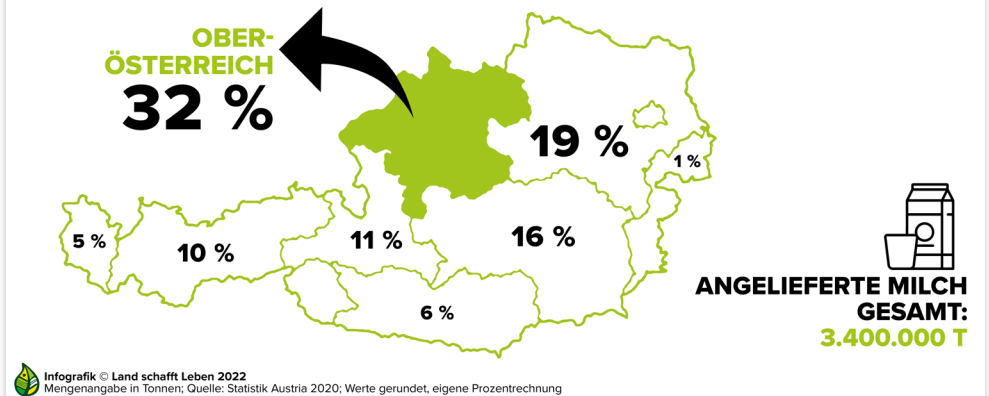 OBER-
ÖSTERREICH
32 %
19 %
1 %
5 %
10 %
11 %
16 %
6 %
ANGELIEFERTE MILCH
GESAMT:
3.400.000 T
Infografik © Land schafft Leben 2022
Mengenangabe in Tonnen; Quelle: Statistik Austria 2020; Werte gerundet, eigene Prozentrechnung